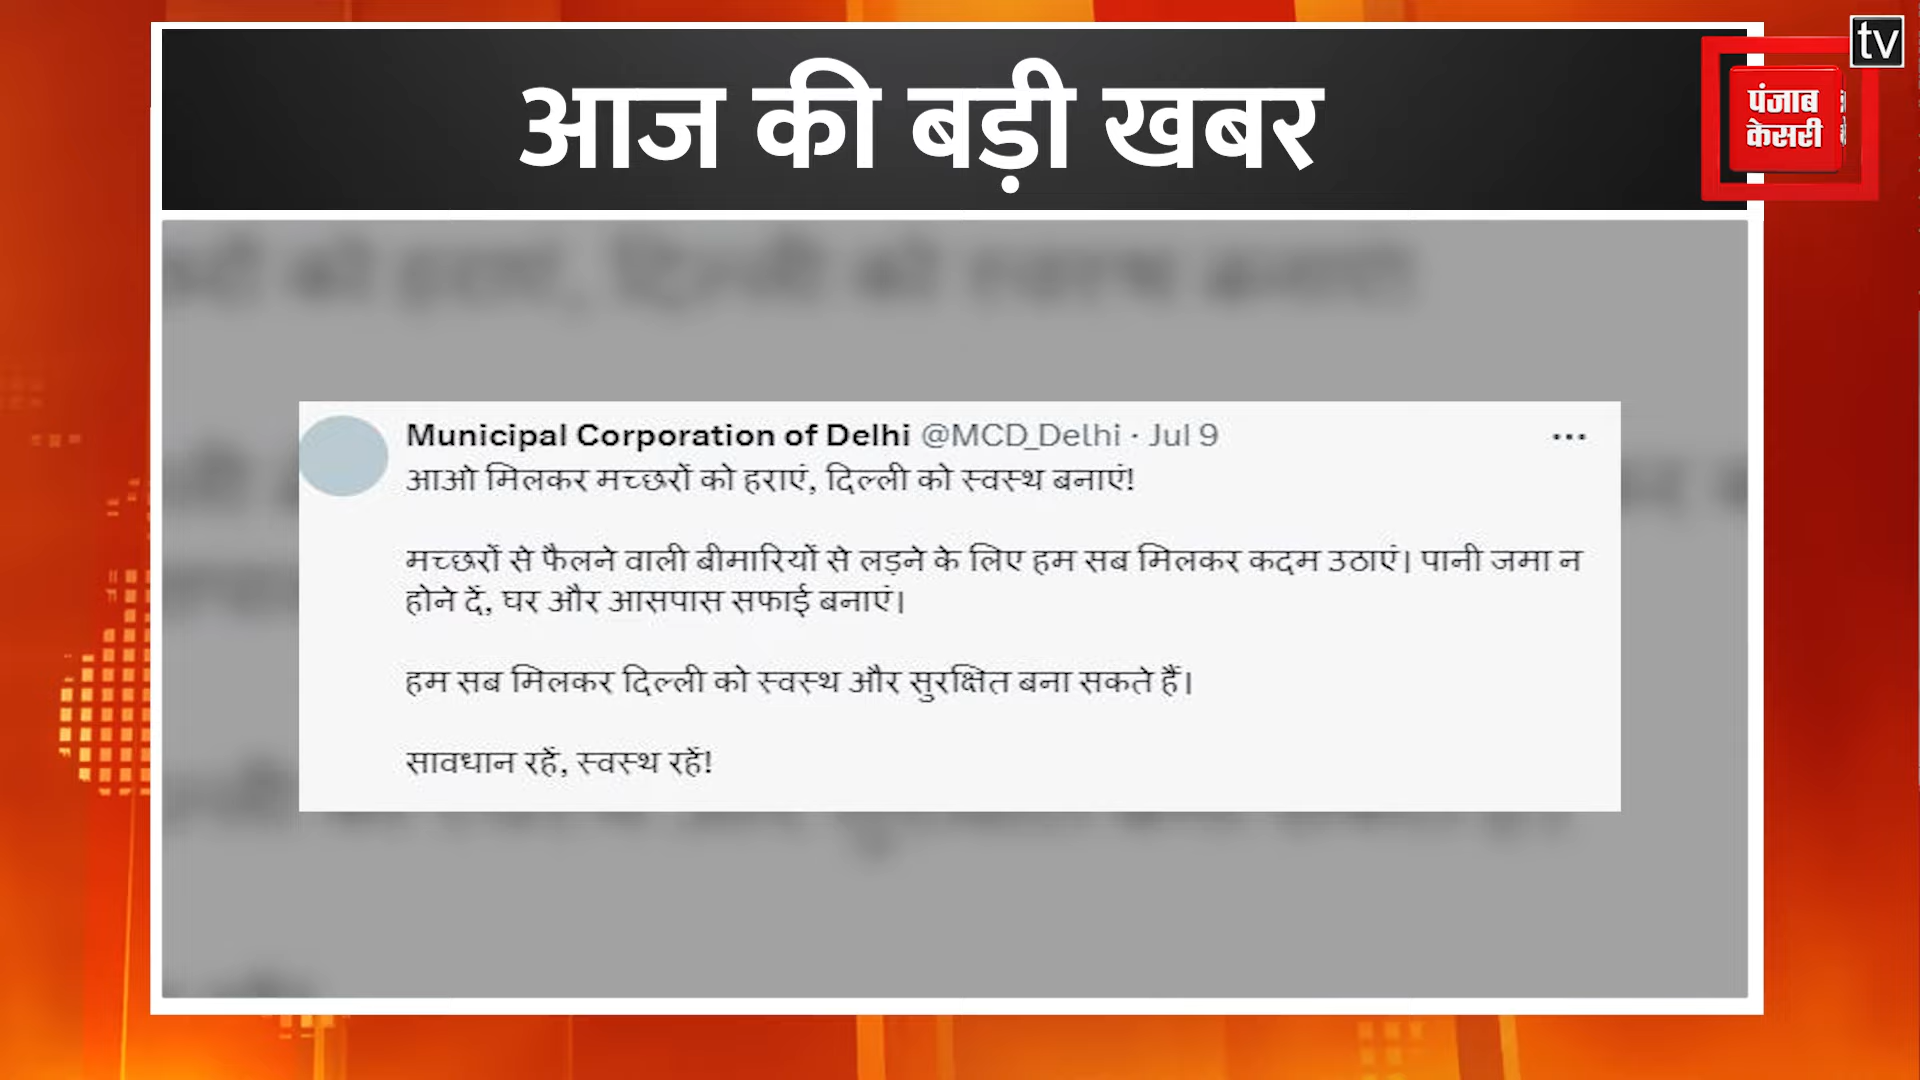 आज की बड़ी खबर
tv
पंजाब
केसरी
Municipal Corporation of Delhi @MCD_Delhi · Jul 9
आओ मिलकर मच्छरों को हराएं, दिल्ली को स्वस्थ बनाएं!
मच्छरों से फैलने वाली बीमारियों से लड़ने के लिए हम सब मिलकर कदम उठाएं। पानी जमा न
होने दें, घर और आसपास सफाई बनाएं।
हम सब मिलकर दिल्ली को स्वस्थ और सुरक्षित बना सकते हैं।
सावधान रहें, स्वस्थ रहें!